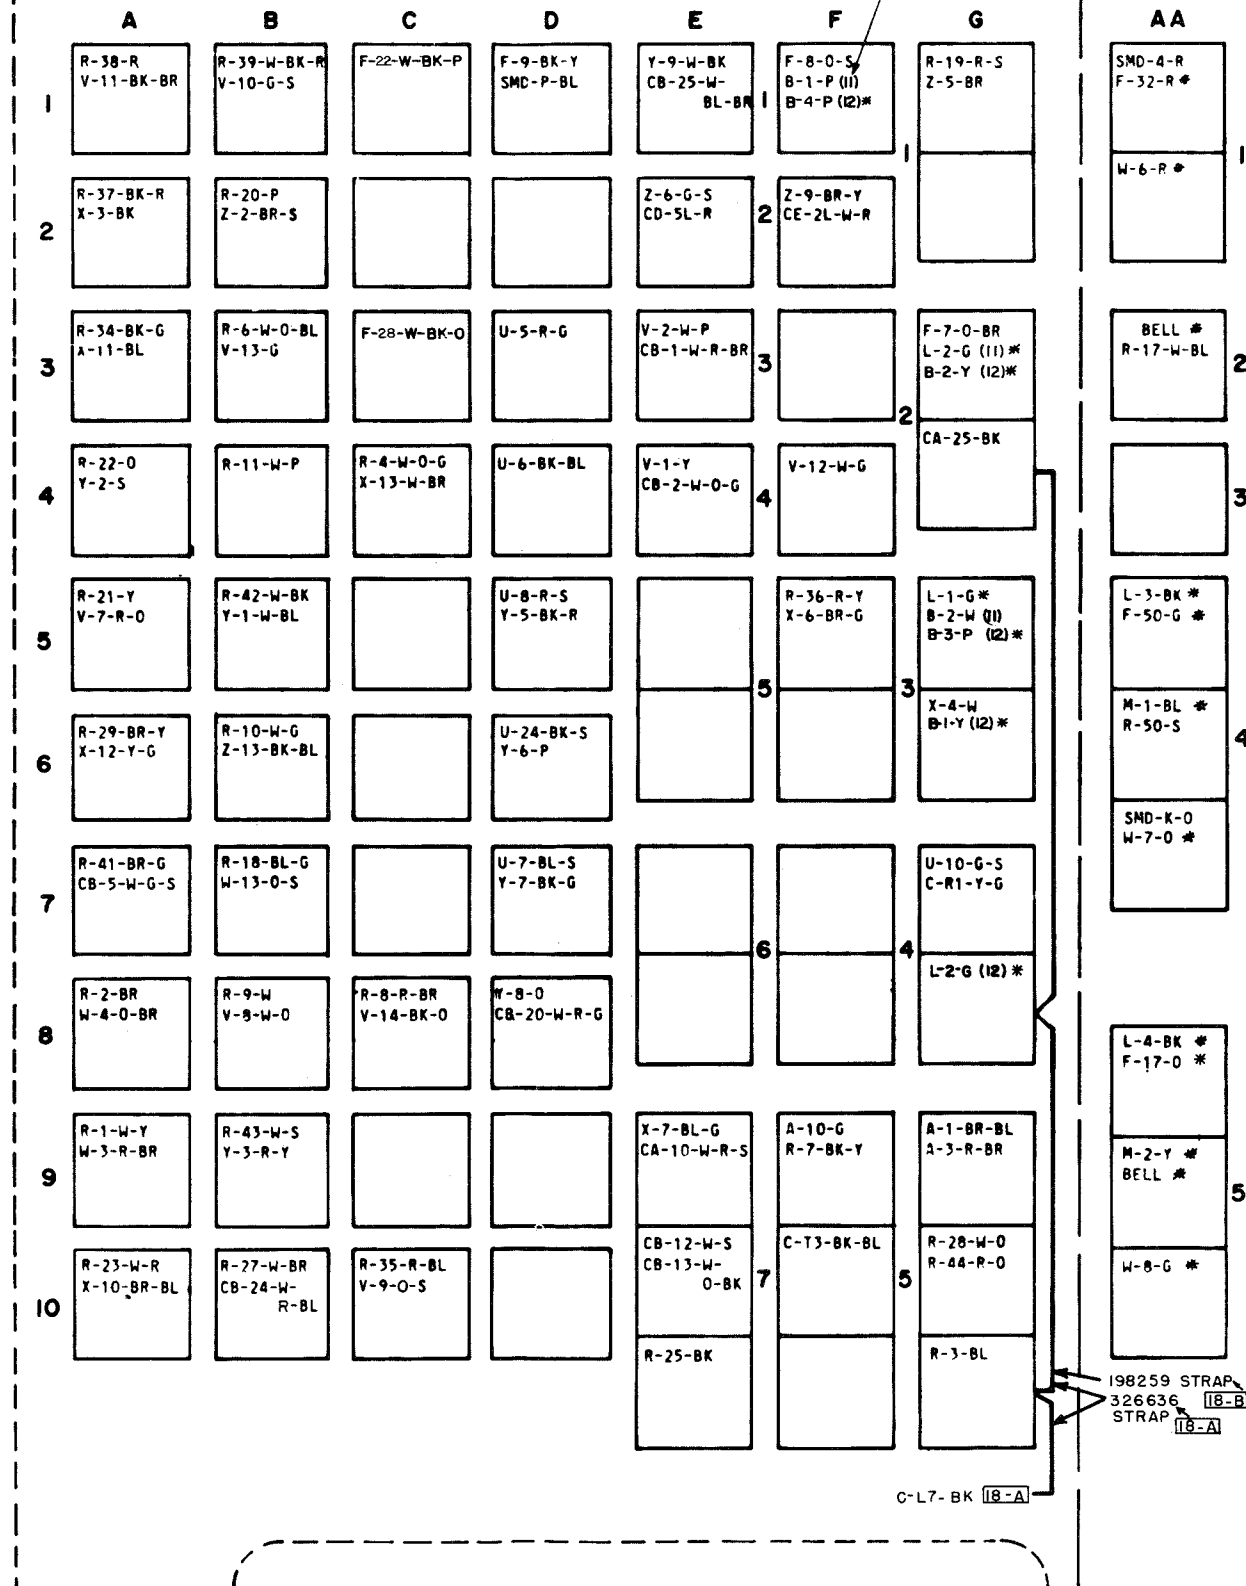 A B C D E F G AA
1
R-38-R
V-11-BK-BR
R-39-W-BK-R
V-10-G-S
F-22-W-BK-P
F-9-BK-Y
SMD-P-BL
Y-9-W-BK
CB-25-W-
BL-BR
1
F-8-O-S
B-1-P (11)
B-4-P (12)*
1
R-19-R-S
Z-5-BR
SMD-4-R
F-32-R *
1
W-6-R *
2
R-37-BK-R
X-3-BK
R-20-P
Z-2-BR-S
Z-6-G-S
CD-5L-R
2
Z-9-BR-Y
CE-2L-W-R
3
R-34-BK-G
X-11-BL
R-6-W-O-BL
V-13-G
F-28-W-BK-O
U-5-R-G
V-2-W-P
CB-1-W-R-BR
3
F-7-O-BR
L-2-G (11) *
B-2-Y (12)*
2
CA-25-BK
BELL *
R-17-W-BL
2
4
R-22-O
Y-2-S
R-11-W-P
R-4-W-O-G
X-13-W-BR
U-6-BK-BL
V-1-Y
CB-2-W-O-G
4
V-12-W-G
3
5
R-21-Y
V-7-R-O
R-42-W-BK
Y-1-W-BL
U-8-R-S
Y-5-BK-R
5
R-36-R-Y
X-6-BR-G
3
L-1-G*
B-2-W (11)
B-3-P (12)*
X-4-W
B-1-Y (12)*
L-3-BK *
F-50-G *
M-1-BL *
R-50-S
4
SMD-K-O
W-7-O *
6
R-29-BR-Y
X-12-Y-G
R-10-W-G
Z-13-BK-BL
U-24-BK-S
Y-6-P
7
R-41-BR-G
CB-5-W-G-S
R-18-BL-G
W-13-O-S
U-7-BL-S
Y-7-BK-G
6
4
U-10-G-S
C-R1-Y-G
L-2-G (12) *
8
R-2-BR
W-4-O-BR
R-9-W
V-8-W-O
R-8-R-BR
V-14-BK-O
Y-8-O
CB-20-W-R-G
L-4-BK *
F-17-O *
M-2-Y *
BELL *
5
W-8-G *
9
R-1-W-Y
W-3-R-BR
R-43-W-S
Y-3-R-Y
X-7-BL-G
CA-10-W-R-S
A-10-G
R-7-BK-Y
A-1-BR-BL
A-3-R-BR
10
R-23-W-R
X-10-BR-BL
R-27-W-BR
CB-24-W-
R-BL
R-35-R-BL
V-9-O-S
CB-12-W-S
CB-13-W-
O-BK
7
C-T3-BK-BL
5
R-28-W-O
R-44-R-O
R-25-BK
R-3-BL
198259 STRAP
18-B
326636
STRAP
18-A
C-L7-BK 18-A